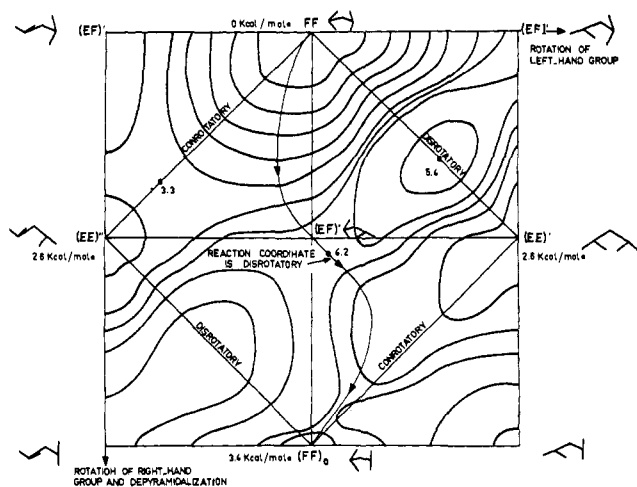 (EF)' 0 Kcal/mole FF (EF)'
ROTATION OF
LEFT-HAND GROUP
CONROTATORY
DISROTATORY
5.4
3.3
(EE)" (EF)' (EE)'
2.8 Kcal/mole 2.8 Kcal/mole
6.2
REACTION COORDINATE
IS DISROTATORY
DISROTATORY
CONROTATORY
3.4 Kcal/mole (FF)a
ROTATION OF RIGHT-HAND
GROUP AND DEPYRAMIDALIZATION